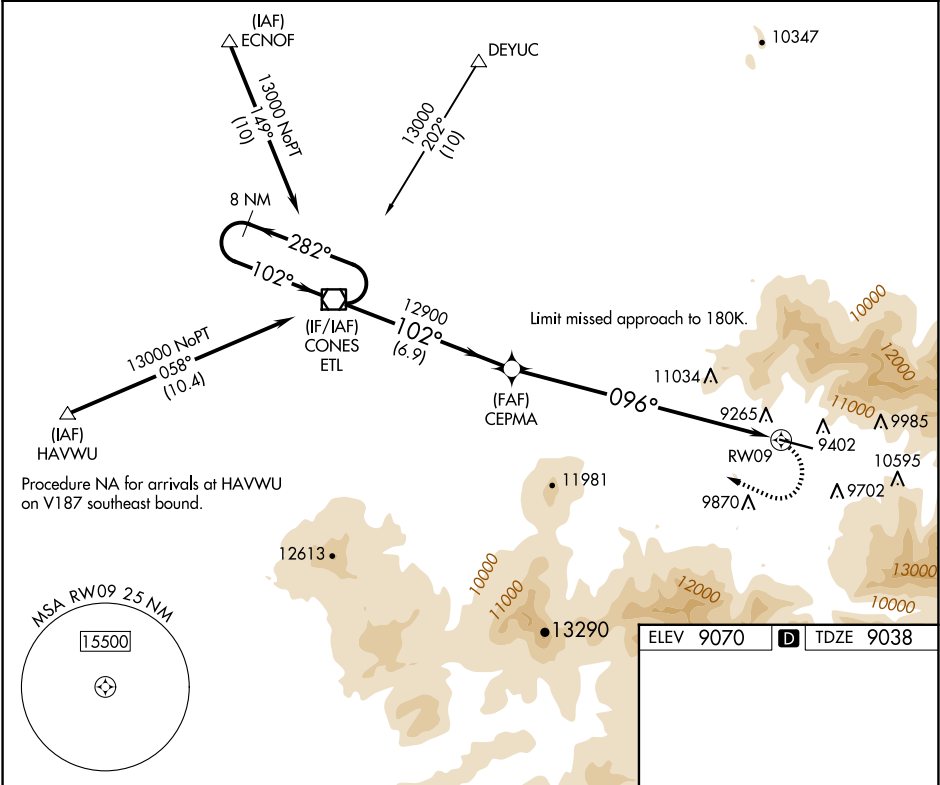 (IAF)
ECNOF
DEYUC
10347
13000 NoPT
149°
(10)
13000
202°
(10)
8 NM
282°
102°
(IF/IAF)
CONES
ETL
12900
102°
(6.9)
Limit missed approach to 180K.
10000
12000
11000
13000 NoPT
058°
(10.4)
(IAF)
HAVWU
(FAF)
CEPMA
096°
11034
9265
9402
9985
RW09
10595
9870
9702
Procedure NA for arrivals at HAVWU
on V187 southeast bound.
11981
12613
10000
11000
12000
13000
10000
13290
MSA RW09 25 NM
15500
ELEV 9070 D TDZE 9038